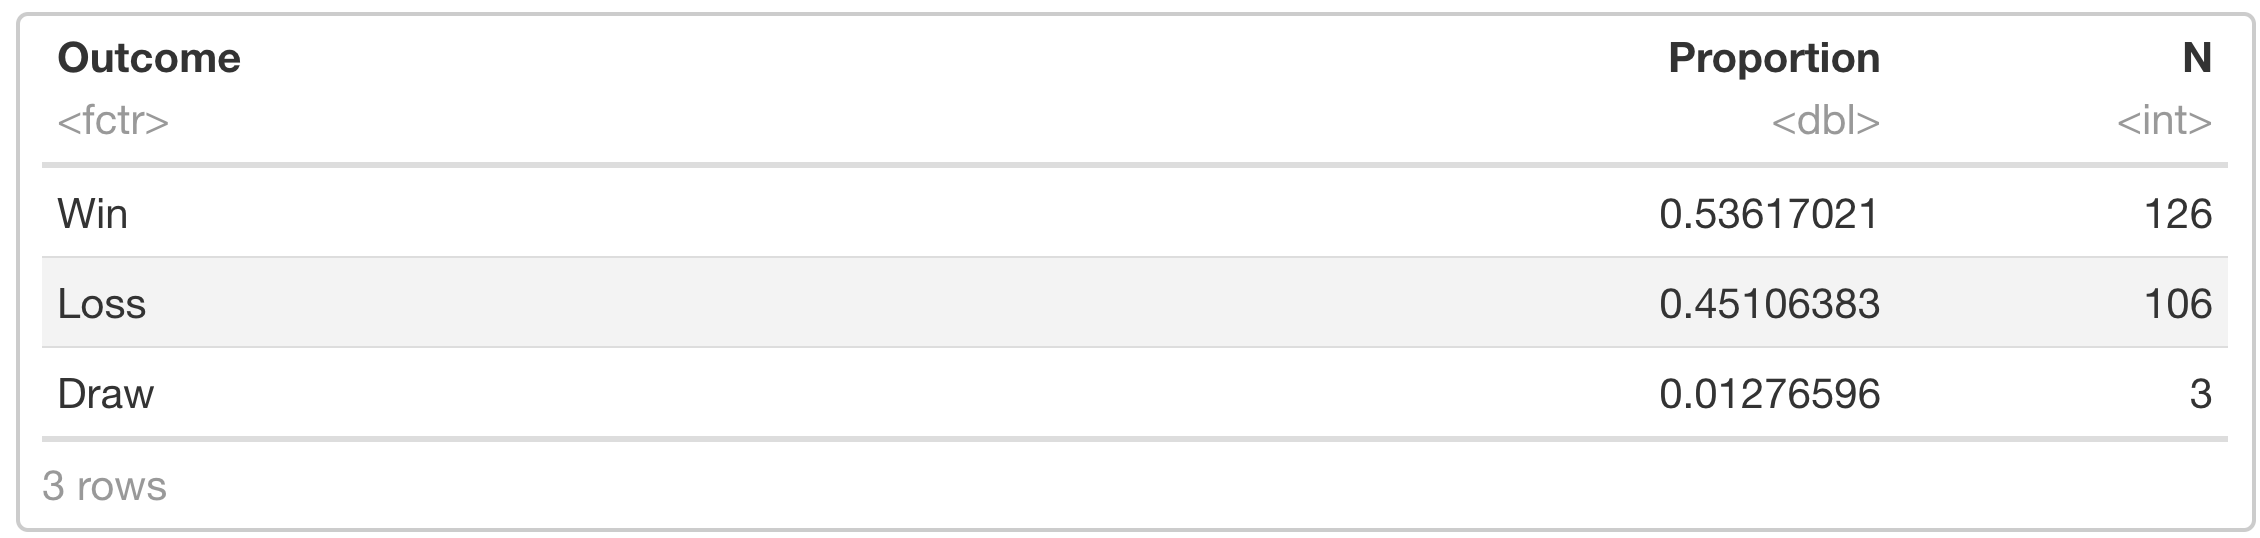 Outcome Proportion N
<fctr> <dbl> <int>
Win 0.53617021 126
Loss 0.45106383 106
Draw 0.01276596 3
3 rows